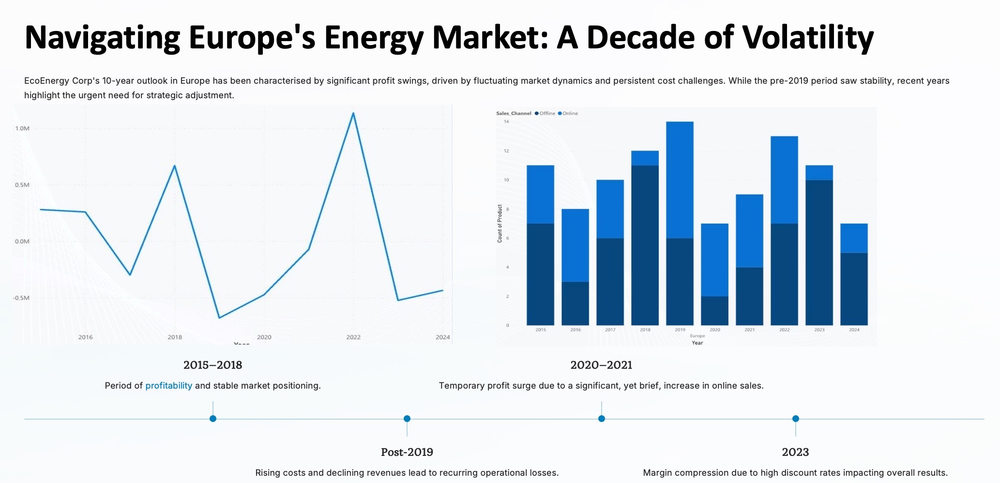 Navigating Europe's Energy Market: A Decade of Volatility
EcoEnergy Corp's 10-year outlook in Europe has been characterised by significant profit swings, driven by fluctuating market dynamics and persistent cost challenges. While the pre-2019 period saw stability, recent years
highlight the urgent need for strategic adjustment.
1.0M
0.5M
0.0M
-0.5M
2016 2018 2020 2022 2024
Year
Sales_Channel Offline Online
14
12
10
8
6
4
2
0
Count of Product
2015 2016 2017 2018 2019 2020 2021 2022 2023 2024
Europe
Year
2015–2018
Period of profitability and stable market positioning.
2020–2021
Temporary profit surge due to a significant, yet brief, increase in online sales.
Post-2019
Rising costs and declining revenues lead to recurring operational losses.
2023
Margin compression due to high discount rates impacting overall results.